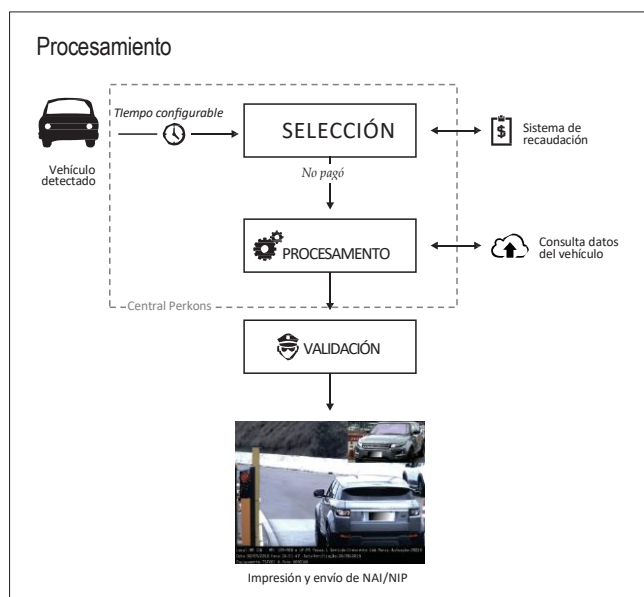 Procesamiento
Tiempo configurable
SELECCIÓN
Sistema de
recaudación
Vehículo
detectado
No pagó
PROCESAMENTO
Consulta datos
del vehículo
Central Perkons
VALIDACIÓN
Impresión y envío de NAI/NIP